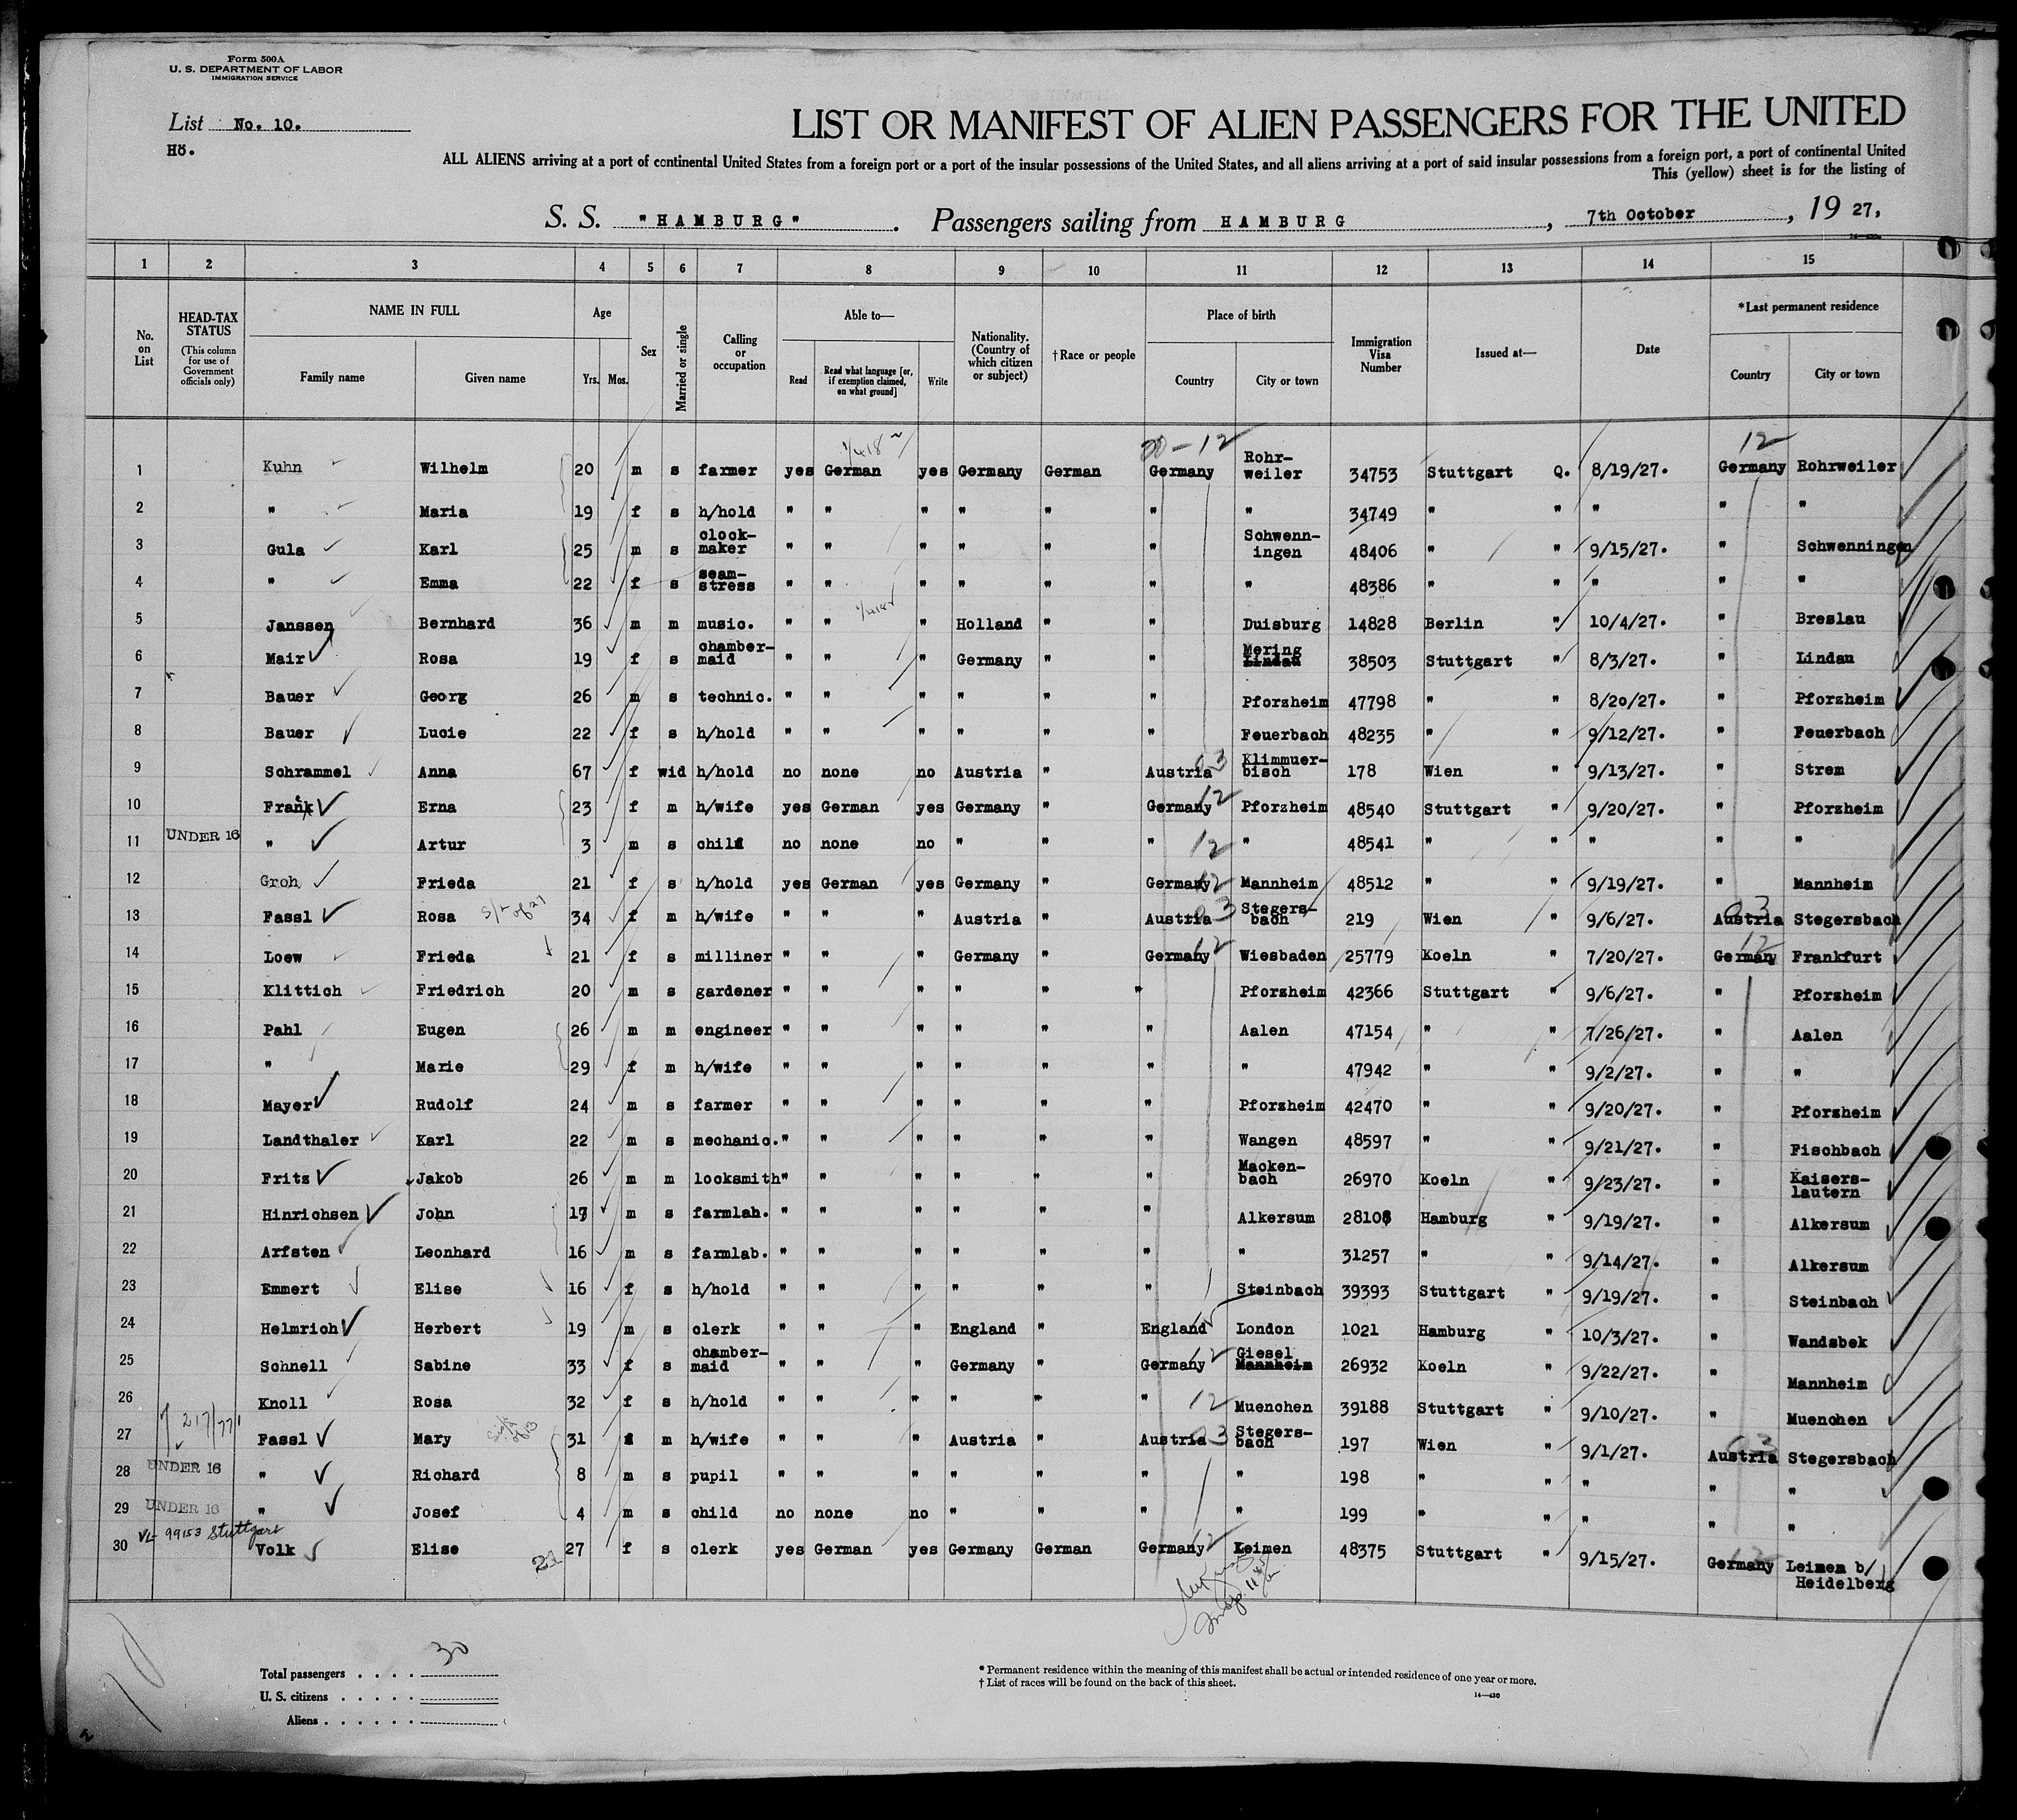 Form 500A
U. S. DEPARTMENT OF LABOR
IMMIGRATION SERVICE
List No. 10.
Hö.
LIST OR MANIFEST OF ALIEN PASSENGERS FOR THE UNITED
ALL ALIENS arriving at a port of continental United States from a foreign port or a port of the insular possessions of the United States, and all aliens arriving at a port of said insular possessions from a foreign port, a port of continental United
This (yellow) sheet is for the listing of
S. S. "HAMBURG". Passengers sailing from HAMBURG, 7th October, 1927,
1 2 3 4 5 6 7 8 9 10 11 12 13 14 15
No. on List
HEAD-TAX STATUS
(This column for use of Government officials only)
NAME IN FULL
Family name Given name
Age
Yrs. Mos.
Sex
Married or single
Calling or occupation
Able to—
Read
Read what language [or, if exemption claimed, on what ground]
Write
Nationality. (Country of which citizen or subject)
†Race or people
Place of birth
Country City or town
Immigration Visa Number
Issued at—
Date
*Last permanent residence
Country City or town
20-12 12
1 Kuhn Wilhelm 20 m s farmer yes German yes Germany German Germany Rohr-weiler 34753 Stuttgart Q. 8/19/27. Germany Rohrweiler
2 " Maria 19 f s h/hold " " " " " " " 34749 " " " " "
3 Gula Karl 25 m s clock-maker " " " " " " Schwenn-ingen 48406 " " 9/15/27. " Schwenningen
4 " Emma 22 f s seam-stress " " " " " " " 48386 " " " " "
5 Janssen Bernhard 36 m m music. " " " Holland " " Duisburg 14828 Berlin " 10/4/27. " Breslau
6 Mair Rosa 19 f s chamber-maid " " " Germany " " Mering Lindau 38503 Stuttgart " 8/3/27. " Lindau
7 Bauer Georg 26 m s technic. " " " " " " Pforzheim 47798 " " 8/20/27. " Pforzheim
8 Bauer Lucie 22 f s h/hold " " " " " " Feuerbach 48235 " " 9/12/27. " Feuerbach
9 Schrammel Anna 67 f wid h/hold no none no Austria " Austria 03 Klimmuer-bisch 178 Wien " 9/13/27. " Strem
10 Frank Erna 23 f m h/wife yes German yes Germany " Germany 12 Pforzheim 48540 Stuttgart " 9/20/27. " Pforzheim
11 UNDER 16 " Artur 3 m s child no none no " " " 12 " 48541 " " " " "
12 Groh Frieda 21 f s h/hold yes German yes Germany " Germany 12 Mannheim 48512 " " 9/19/27. " Mannheim
13 Fassl Rosa 34 f m h/wife " " " Austria " Austria 03 Stegers-bach 219 Wien " 9/6/27. Austria 03 Stegersbach
14 Loew Frieda 21 f s milliner " " " Germany " Germany 12 Wiesbaden 25779 Koeln " 7/20/27. Germany 12 Frankfurt
15 Klittich Friedrich 20 m s gardener " " " " " " Pforzheim 42366 Stuttgart " 9/6/27. " Pforzheim
16 Pahl Eugen 26 m m engineer " " " " " " Aalen 47154 " " 7/26/27. " Aalen
17 " Marie 29 f m h/wife " " " " " " " 47942 " " 9/2/27. " "
18 Mayer Rudolf 24 m s farmer " " " " " " Pforzheim 42470 " " 9/20/27. " Pforzheim
19 Landthaler Karl 22 m s mechanic. " " " " " " Wangen 48597 " " 9/21/27. " Fischbach
20 Fritz Jakob 26 m m locksmith " " " " " " Macken-bach 26970 Koeln " 9/23/27. " Kaisers-lautern
21 Hinrichsen John 17 m s farmlab. " " " " " " Alkersum 28108 Hamburg " 9/19/27. " Alkersum
22 Arfsten Leonhard 16 m s farmlab. " " " " " " " 31257 " " 9/14/27. " Alkersum
23 Emmert Elise 16 f s h/hold " " " " " " Steinbach 39393 Stuttgart " 9/19/27. " Steinbach
24 Helmrich Herbert 19 m s clerk " " " England " England London 1021 Hamburg " 10/3/27. " Wandsbek
25 Schnell Sabine 33 f s chamber-maid " " " Germany " Germany 12 Giesel Mannheim 26932 Koeln " 9/22/27. " Mannheim
26 Knoll Rosa 32 f s h/hold " " " " " " 12 Muenchen 39188 Stuttgart " 9/10/27. " Muenchen
27 Fassl Mary 31 f m h/wife " " " Austria " Austria 03 Stegers-bach 197 Wien " 9/1/27. Austria 03 Stegersbach
28 UNDER 16 " Richard 8 m s pupil " " " " " " " 198 " " " " "
29 UNDER 16 " Josef 4 m s child no none no " " " " 199 " " " " "
VL 99153 Stuttgart
30 Volk Elise 27 27 f s clerk yes German yes Germany German Germany 12 Leimen 48375 Stuttgart " 9/15/27. Germany 12 Leimen b/ Heidelberg
Total passengers . . . . 30
U. S. citizens . . . . .
Aliens . . . . . .
* Permanent residence within the meaning of this manifest shall be actual or intended residence of one year or more.
† List of races will be found on the back of this sheet.
14—430
10